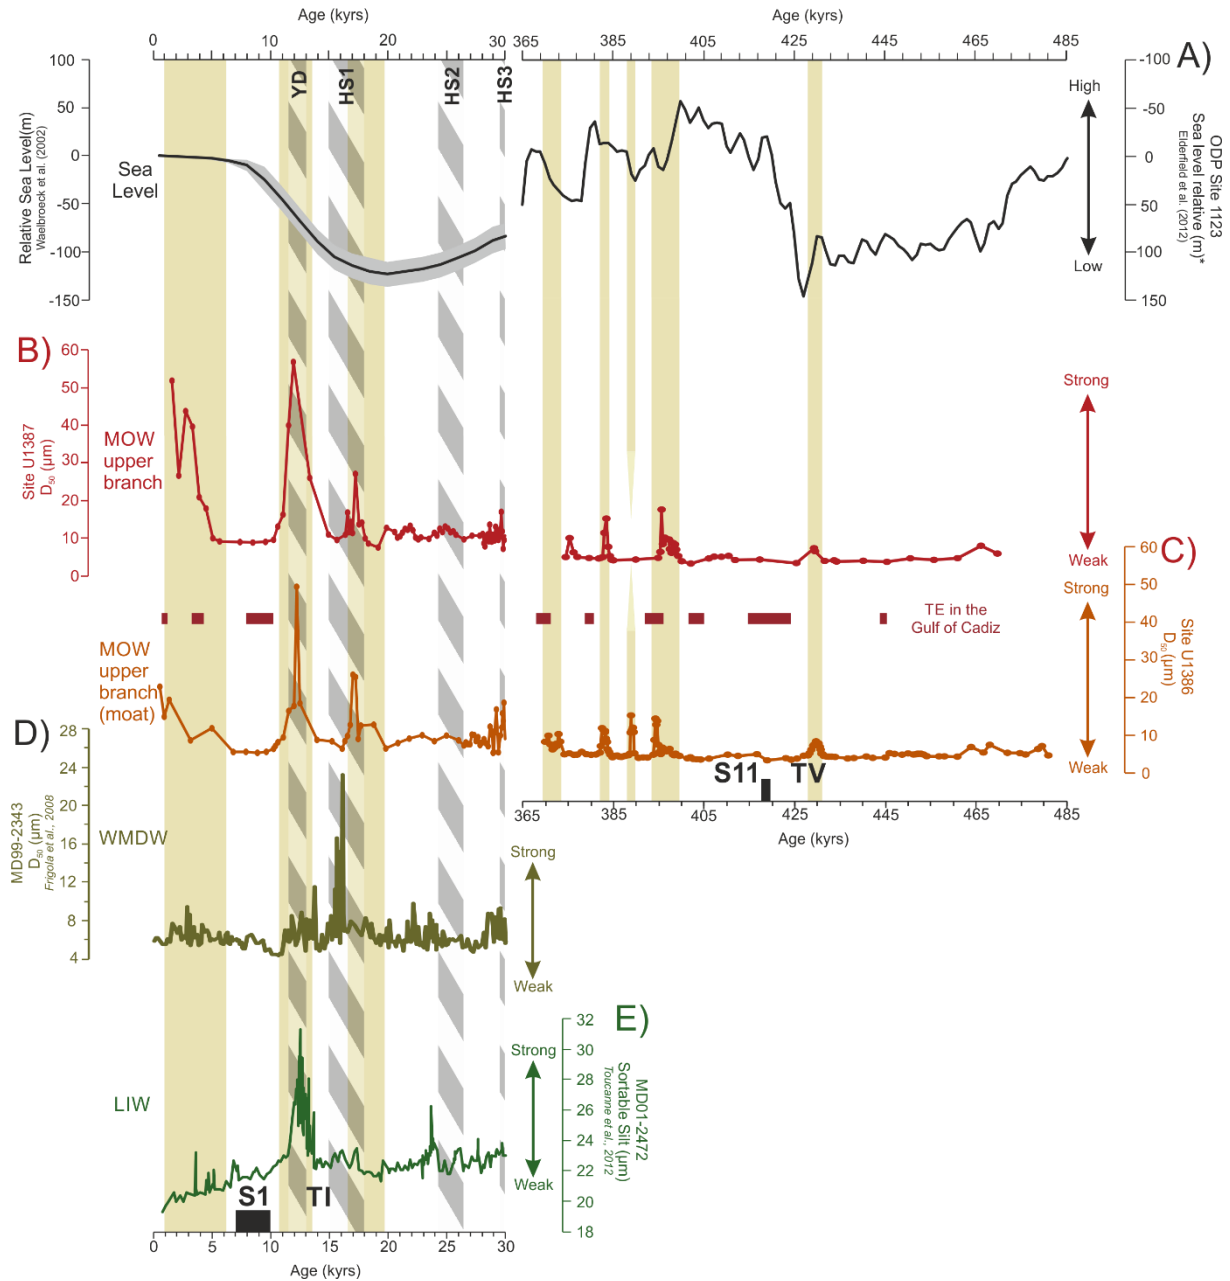 Age (kyrs)
Age (kyrs)
0
10
20
30
365
385
405
425
445
465
485
A)
100
50
0
-50
-100
-150
Relative Sea Level(m)
Waelbroeck et al. (2002)
Sea
Level
YD
HS1
HS2
HS3
High
Low
-100
-50
0
50
100
150
ODP Site 1123
Sea level relative (m)*
Elderfield et al. (2012)
B)
60
50
40
30
20
10
0
Site U1387
D₅₀ (μm)
MOW
upper
branch
Strong
Weak
C)
60
50
40
30
20
10
0
Site U1386
D₅₀ (μm)
Strong
Weak
TE in the
Gulf of Cadiz
MOW
upper
branch
(moat)
S11
TV
365
385
405
425
445
465
485
Age (kyrs)
D)
28
24
20
16
12
8
4
MD99-2343
D₅₀ (μm)
Frigola et al., 2008
WMDW
Strong
Weak
E)
32
30
28
26
24
22
20
18
MD01-2472
Sortable Silt (μm)
Toucanne et al., 2012
LIW
Strong
Weak
S1
TI
0
5
10
15
20
25
30
Age (kyrs)